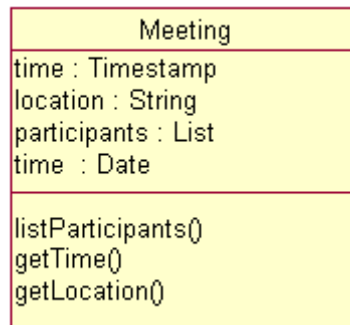 Meeting
time : Timestamp
location : String
participants : List
time : Date
listParticipants()
getTime()
getLocation()